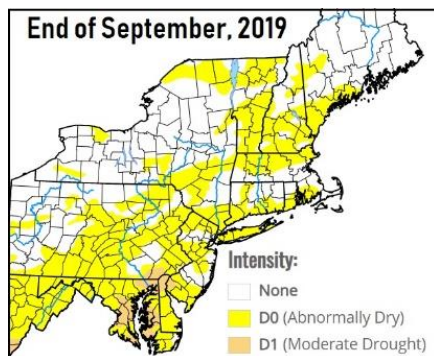 End of September, 2019
Intensity:
None
D0 (Abnormally Dry)
D1 (Moderate Drought)